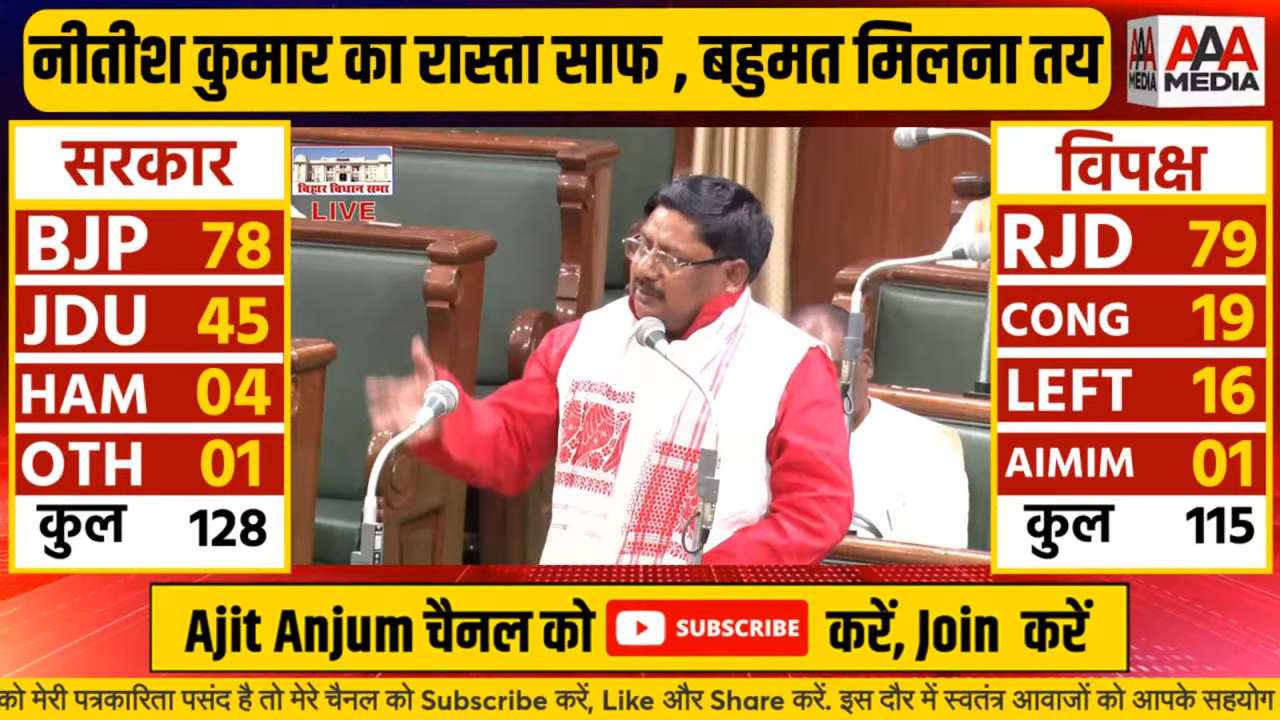 नीतीश कुमार का रास्ता साफ , बहुमत मिलना तय
AAA
MEDIA
AAA
MEDIA
सरकार
BJP 78
JDU 45
HAM 04
OTH 01
कुल 128
बिहार विधान सभा
LIVE
विपक्ष
RJD 79
CONG 19
LEFT 16
AIMIM 01
कुल 115
Ajit Anjum चैनल को SUBSCRIBE करें, Join करें
को मेरी पत्रकारिता पसंद है तो मेरे चैनल को Subscribe करें, Like और Share करें. इस दौर में स्वतंत्र आवाजों को आपके सहयोग